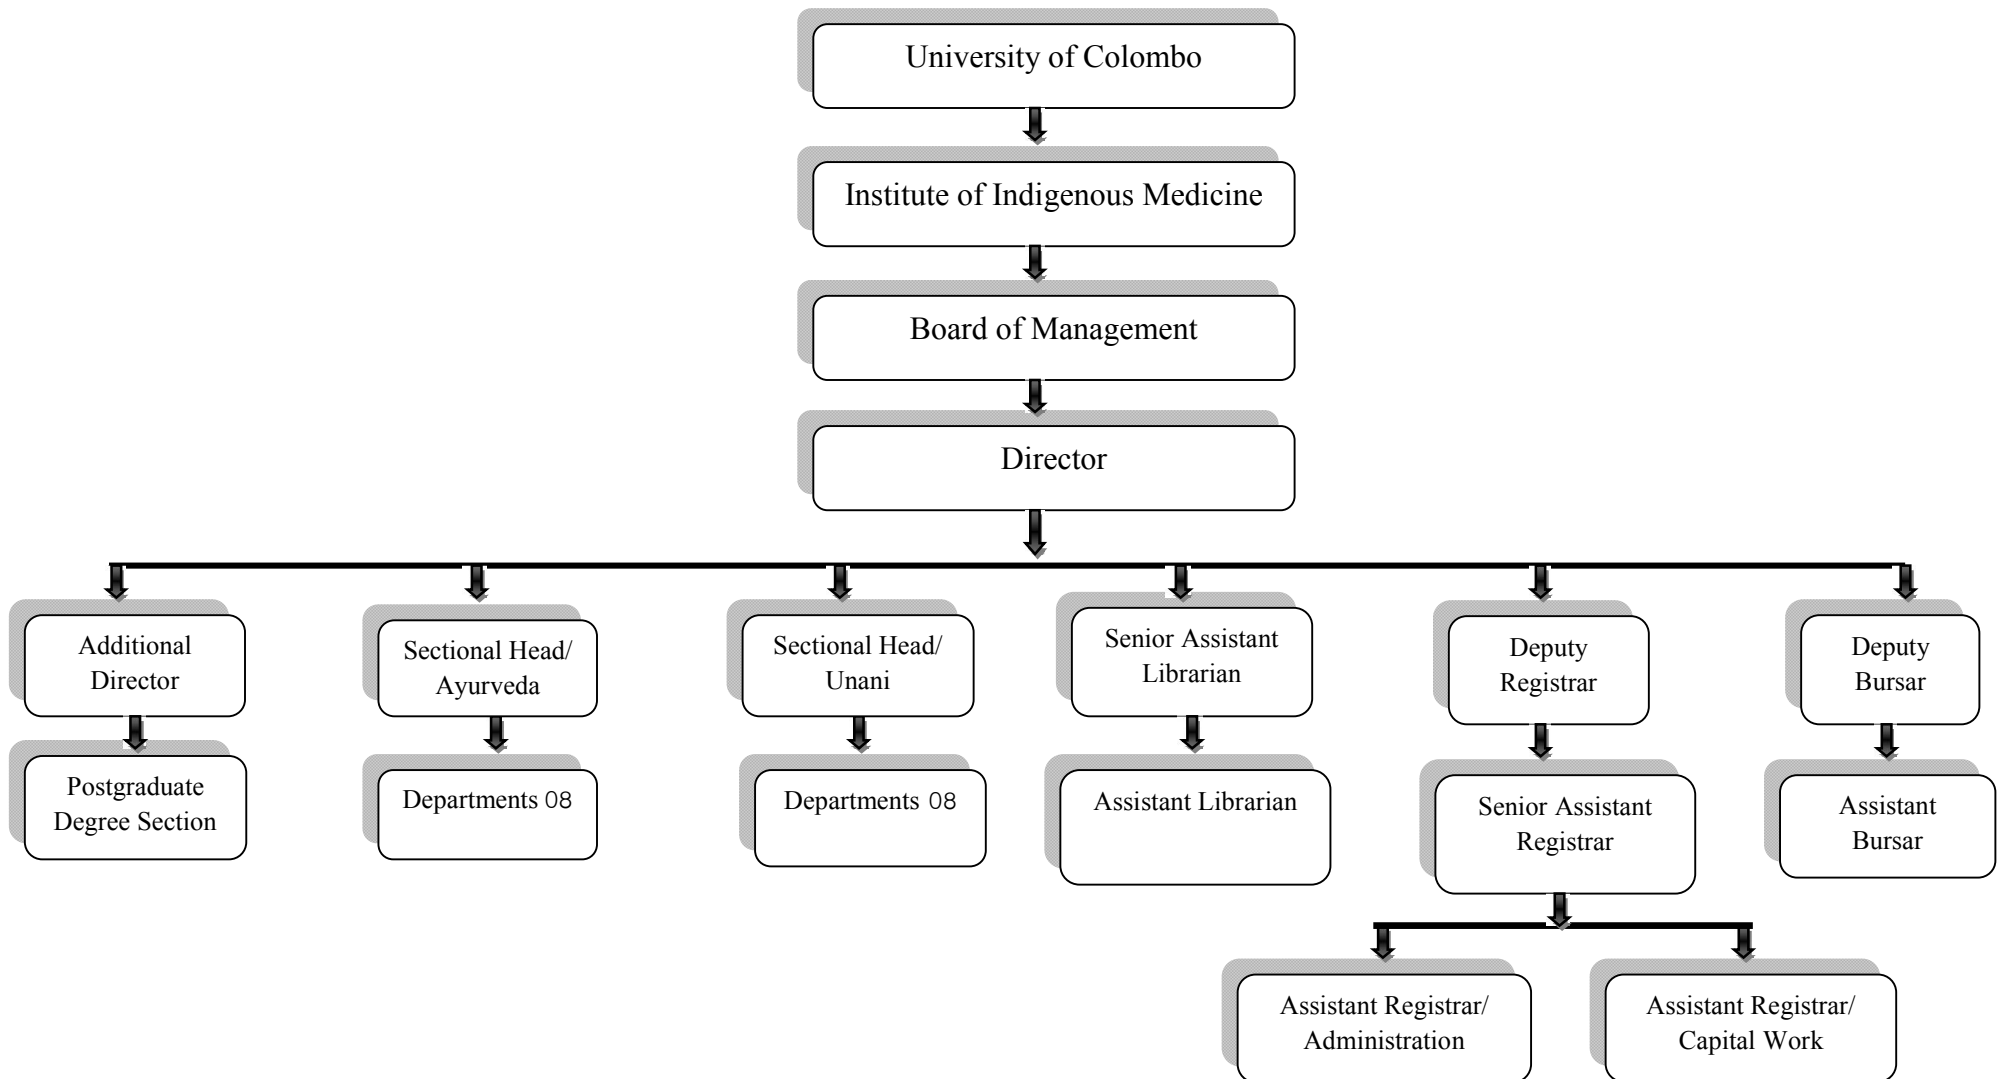 University of Colombo
Institute of Indigenous Medicine
Board of Management
Director
Additional
Director
Sectional Head/
Ayurveda
Sectional Head/
Unani
Senior Assistant
Librarian
Deputy
Registrar
Deputy
Bursar
Postgraduate
Degree Section
Departments 08
Departments 08
Assistant Librarian
Senior Assistant
Registrar
Assistant
Bursar
Assistant Registrar/
Administration
Assistant Registrar/
Capital Work